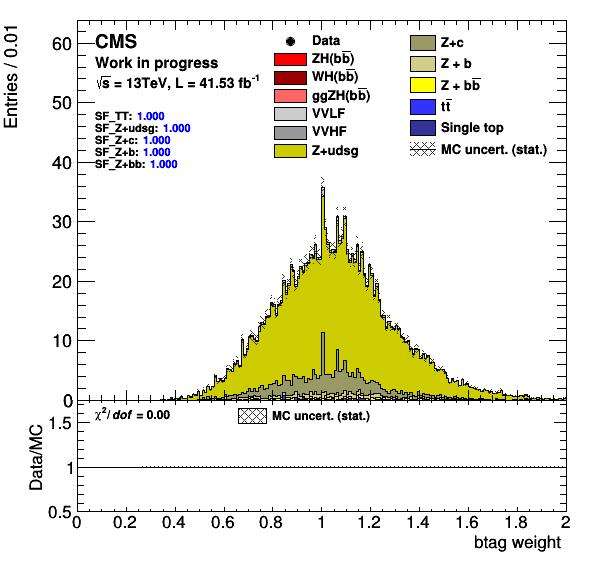 CMS
Work in progress
√s = 13TeV, L = 41.53 fb⁻¹
SF_TT: 1.000
SF_Z+udsg: 1.000
SF_Z+c: 1.000
SF_Z+b: 1.000
SF_Z+bb: 1.000
Data
ZH(bb̅)
WH(bb̅)
ggZH(bb̅)
VVLF
VVHF
Z+udsg
Z+c
Z + b
Z + bb̅
tt̅
Single top
MC uncert. (stat.)
Entries / 0.01
60
50
40
30
20
10
0
χ²/dof = 0.00
MC uncert. (stat.)
Data/MC
1.5
1
0.5
0 0.2 0.4 0.6 0.8 1 1.2 1.4 1.6 1.8 2
btag weight